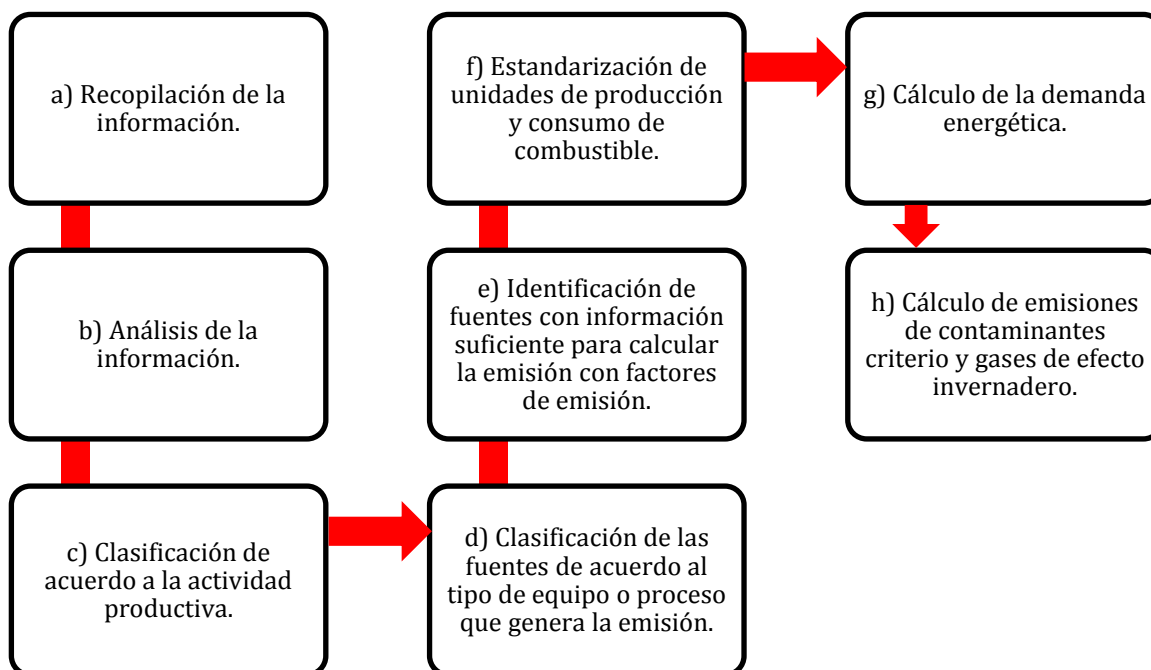 a) Recopilación de la
información.
b) Análisis de la
información.
c) Clasificación de
acuerdo a la actividad
productiva.
d) Clasificación de las
fuentes de acuerdo al
tipo de equipo o proceso
que genera la emisión.
e) Identificación de
fuentes con información
suficiente para calcular
la emisión con factores
de emisión.
f) Estandarización de
unidades de producción
y consumo de
combustible.
g) Cálculo de la demanda
energética.
h) Cálculo de emisiones
de contaminantes
criterio y gases de efecto
invernadero.